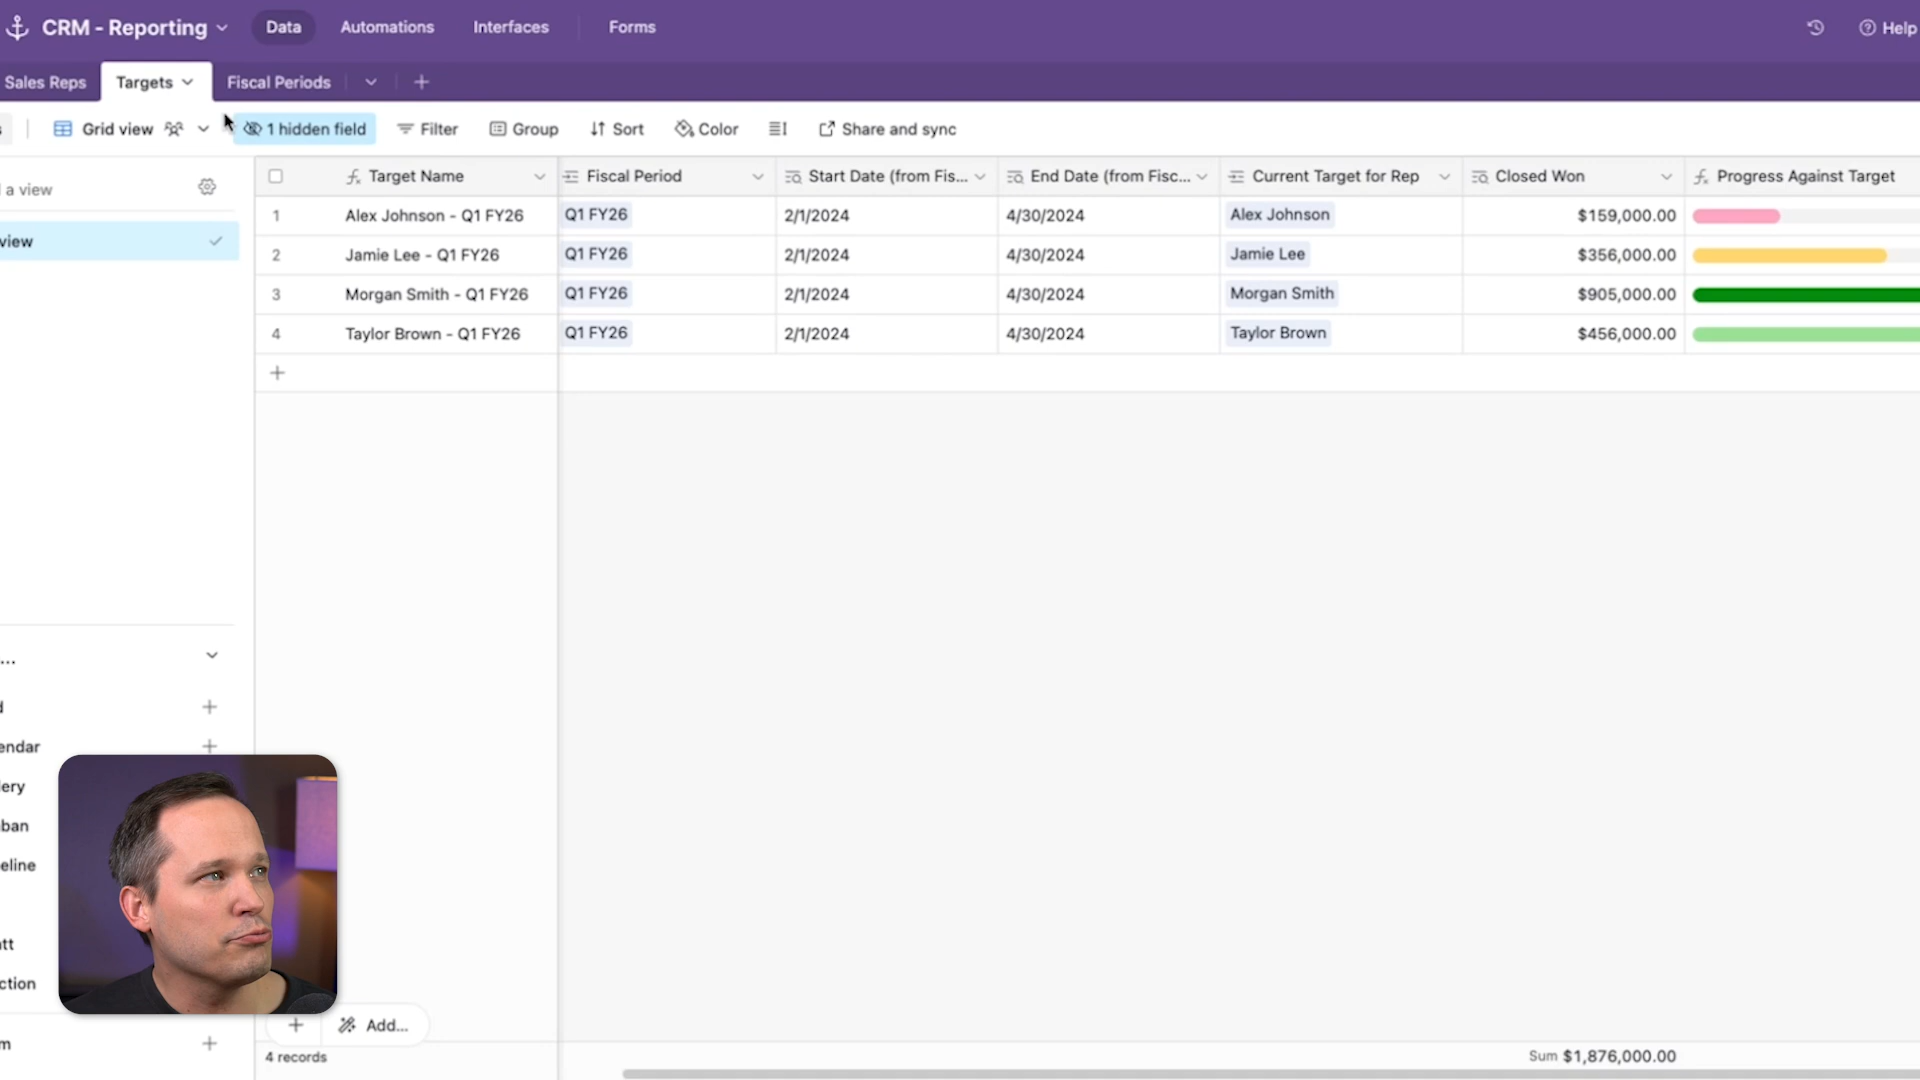 CRM - Reporting Data Automations Interfaces Forms Help
Sales Reps Targets Fiscal Periods
Grid view 1 hidden field Filter Group Sort Color Share and sync
a view
view
Target Name Fiscal Period Start Date (from Fis... End Date (from Fisc... Current Target for Rep Closed Won Progress Against Target
1 Alex Johnson - Q1 FY26 Q1 FY26 2/1/2024 4/30/2024 Alex Johnson $159,000.00
2 Jamie Lee - Q1 FY26 Q1 FY26 2/1/2024 4/30/2024 Jamie Lee $356,000.00
3 Morgan Smith - Q1 FY26 Q1 FY26 2/1/2024 4/30/2024 Morgan Smith $905,000.00
4 Taylor Brown - Q1 FY26 Q1 FY26 2/1/2024 4/30/2024 Taylor Brown $456,000.00
...
endar
lery
ban
eline
tt
ction
m
Add...
4 records Sum $1,876,000.00